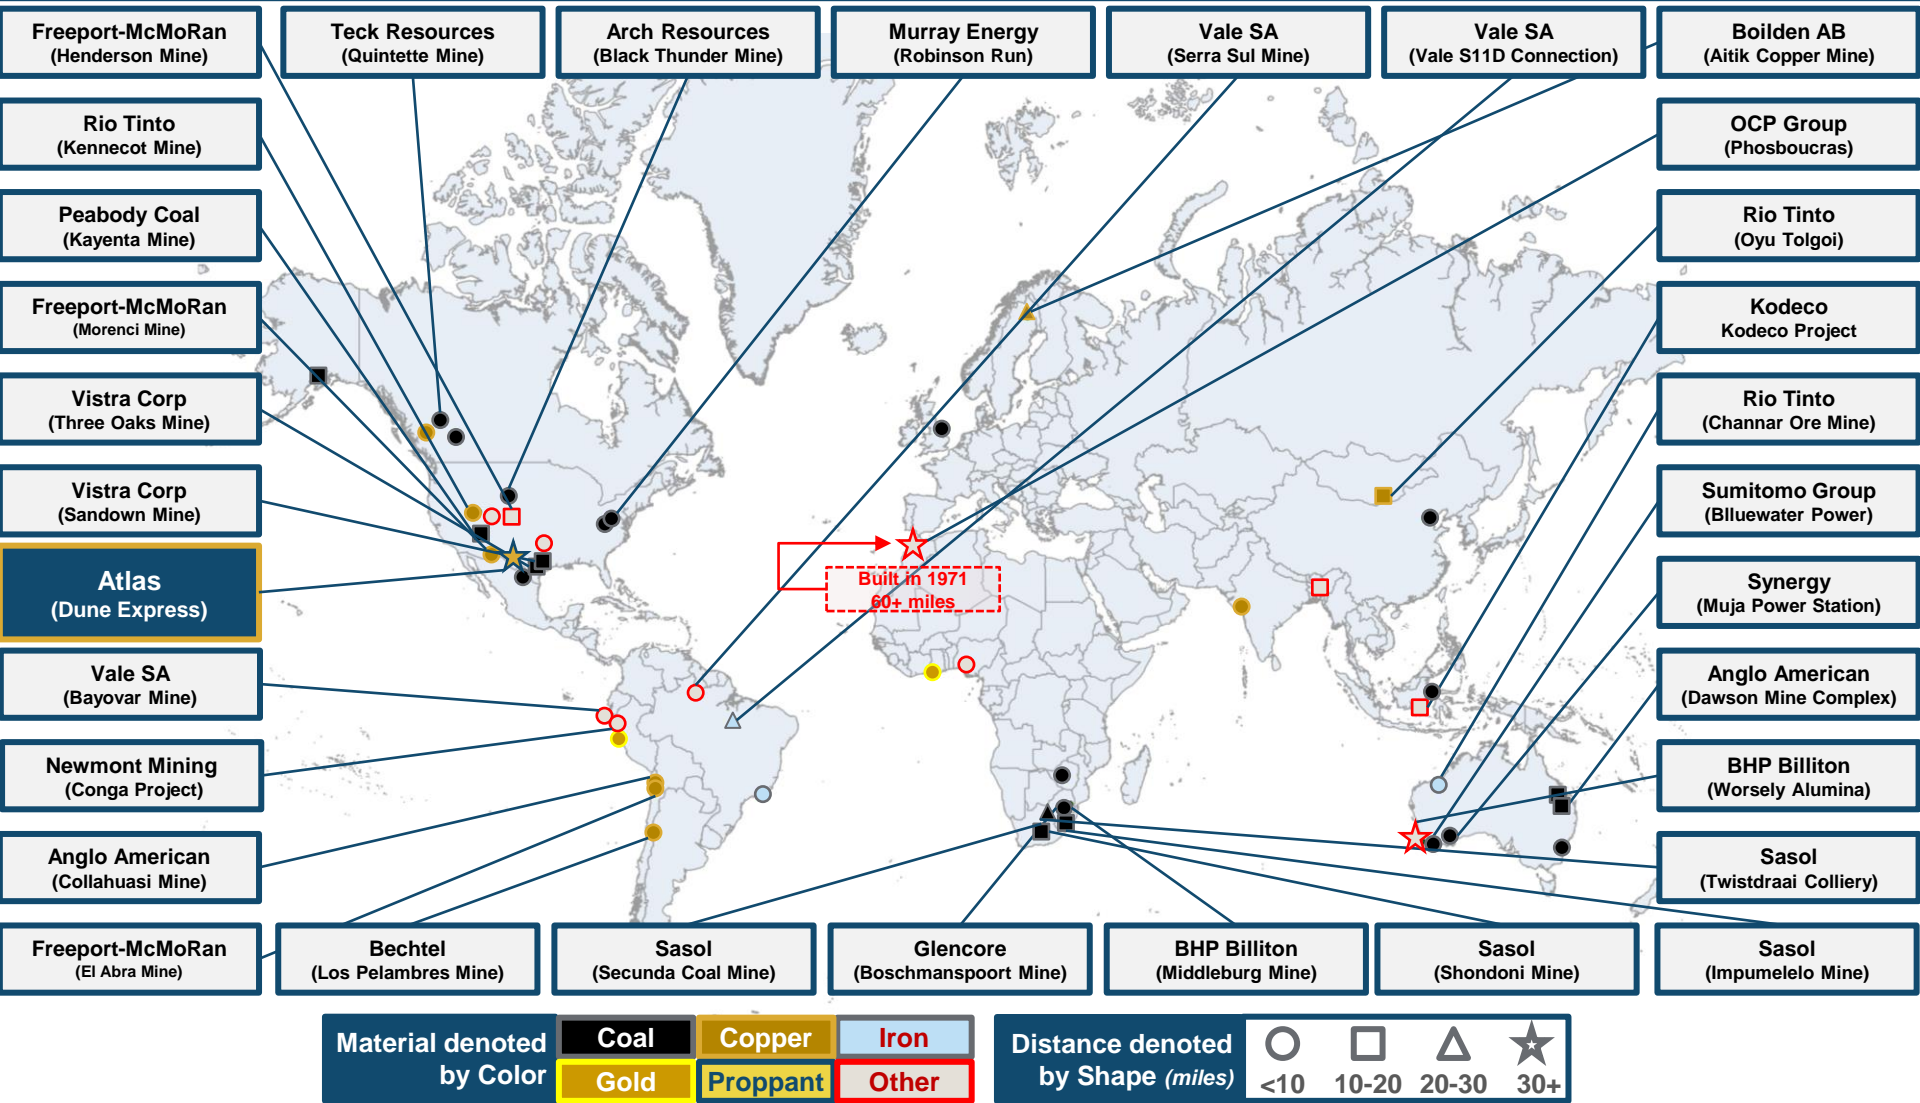 Freeport-McMoRan
(Henderson Mine)
Teck Resources
(Quintette Mine)
Arch Resources
(Black Thunder Mine)
Murray Energy
(Robinson Run)
Vale SA
(Serra Sul Mine)
Vale SA
(Vale S11D Connection)
Boilden AB
(Aitik Copper Mine)
Rio Tinto
(Kennecot Mine)
OCP Group
(Phosboucras)
Peabody Coal
(Kayenta Mine)
Rio Tinto
(Oyu Tolgoi)
Freeport-McMoRan
(Morenci Mine)
Kodeco
Kodeco Project
Vistra Corp
(Three Oaks Mine)
Rio Tinto
(Channar Ore Mine)
Vistra Corp
(Sandown Mine)
Sumitomo Group
(Blluewater Power)
Atlas
(Dune Express)
Built in 1971
60+ miles
Synergy
(Muja Power Station)
Vale SA
(Bayovar Mine)
Anglo American
(Dawson Mine Complex)
Newmont Mining
(Conga Project)
BHP Billiton
(Worsely Alumina)
Anglo American
(Collahuasi Mine)
Sasol
(Twistdraai Colliery)
Freeport-McMoRan
(El Abra Mine)
Bechtel
(Los Pelambres Mine)
Sasol
(Secunda Coal Mine)
Glencore
(Boschmanspoort Mine)
BHP Billiton
(Middleburg Mine)
Sasol
(Shondoni Mine)
Sasol
(Impumelelo Mine)
Material denoted
by Color
Coal
Copper
Iron
Gold
Proppant
Other
Distance denoted
by Shape (miles)
<10
10-20
20-30
30+